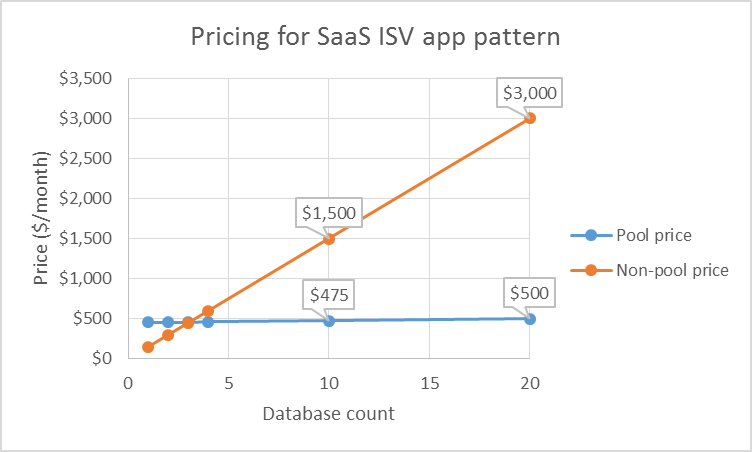 Pricing for SaaS ISV app pattern
Price ($/month)
$3,500
$3,000
$2,500
$2,000
$1,500
$1,000
$500
$0
$3,000
$1,500
$475
$500
0 5 10 15 20
Database count
Pool price
Non-pool price